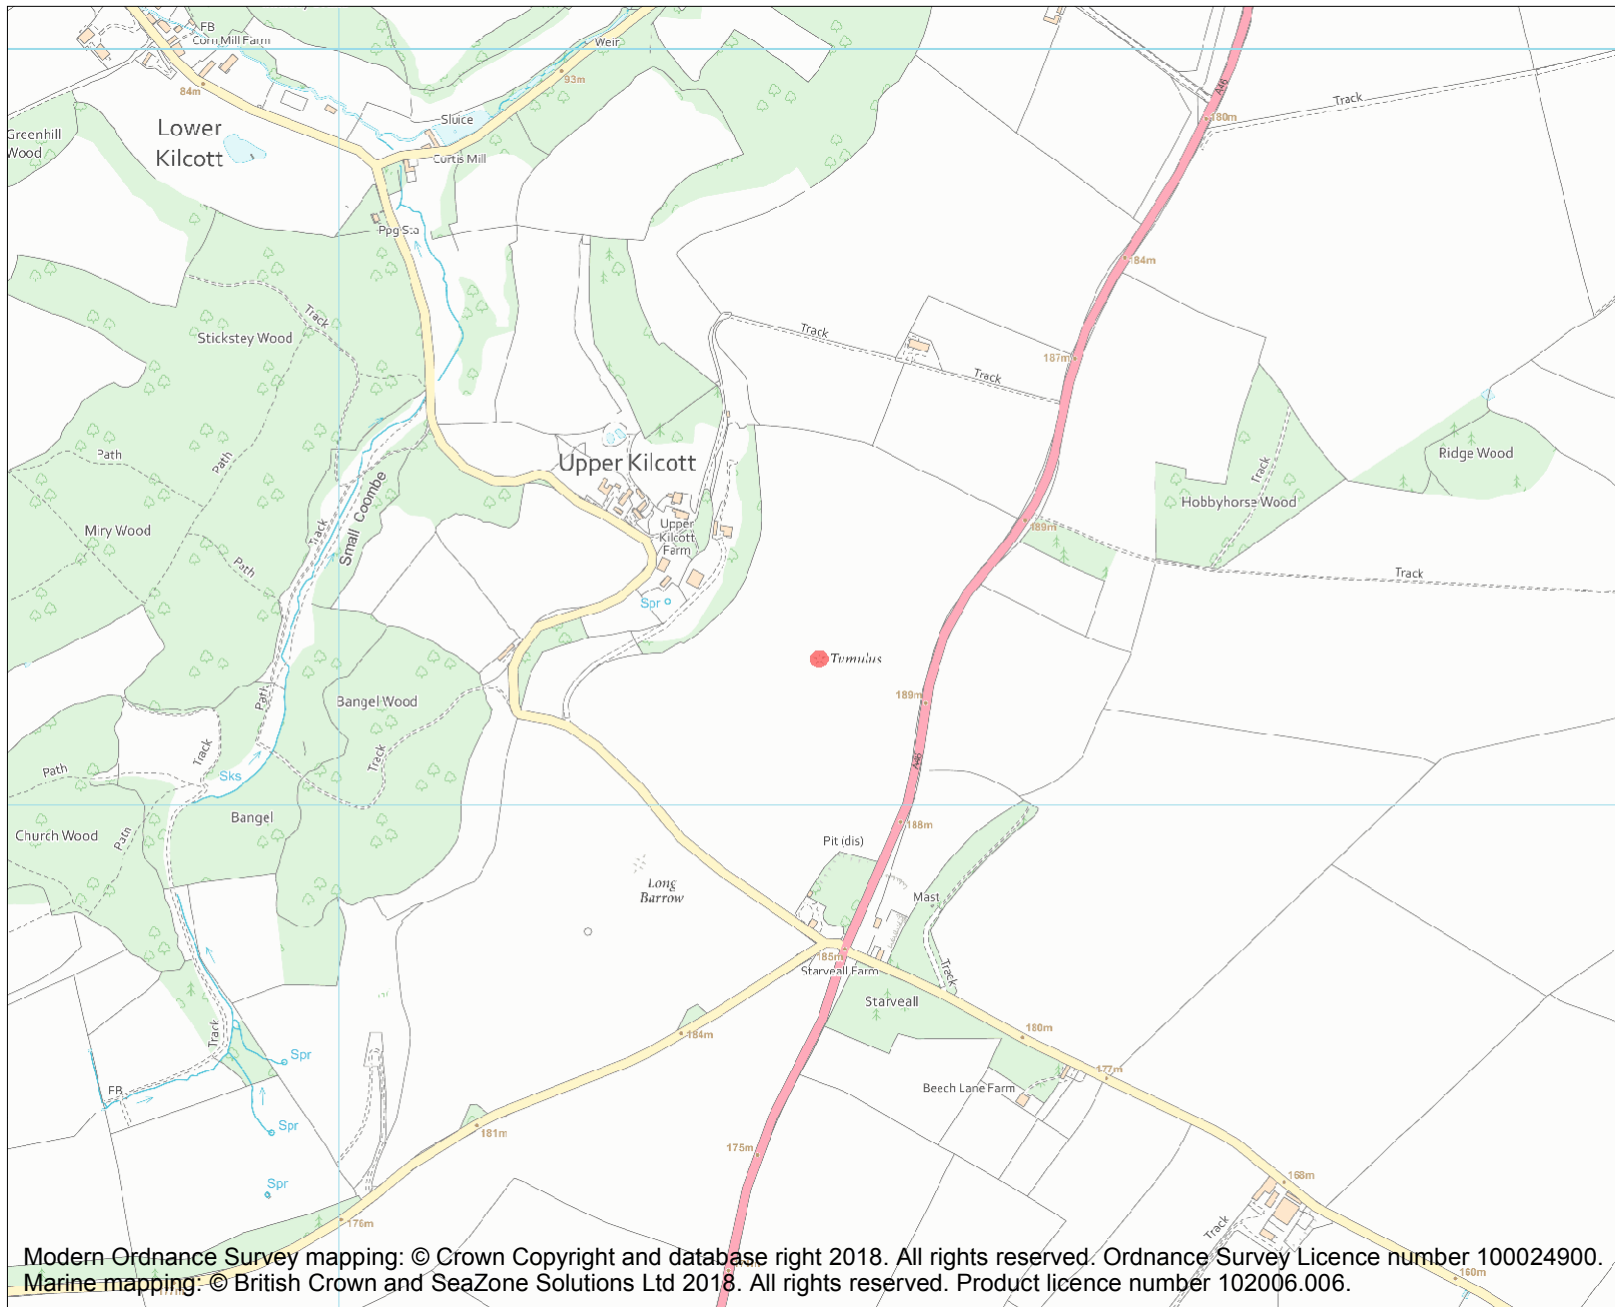 FB
Corn Mill Farm
Weir
93m
84m
A46
Track
180m
Greenhill
Wood
Lower
Kilcott
Sluice
Curtis Mill
Ppg Sta
184m
Track
Stickstey Wood
Track
187m
Track
Path
Path
Upper Kilcott
Track
Ridge Wood
Hobbyhorse Wood
Miry Wood
Track
Small Coombe
Upper
Kilcott
Farm
189m
Path
Track
Spr
Tumulus
189m
Path
Bangel Wood
Track
Track
A46
Path
Sks
Bangel
188m
Church Wood
Path
Pit (dis)
Long
Barrow
Mast
185m
Starveall Farm
Track
Starveall
Track
184m
180m
Spr
177m
FB
Beech Lane Farm
Spr
181m
175m
Spr
168m
176m
Track
Modern Ordnance Survey mapping: © Crown Copyright and database right 2018. All rights reserved. Ordnance Survey Licence number 100024900.
Marine mapping: © British Crown and SeaZone Solutions Ltd 2018. All rights reserved. Product licence number 102006.006.
160m